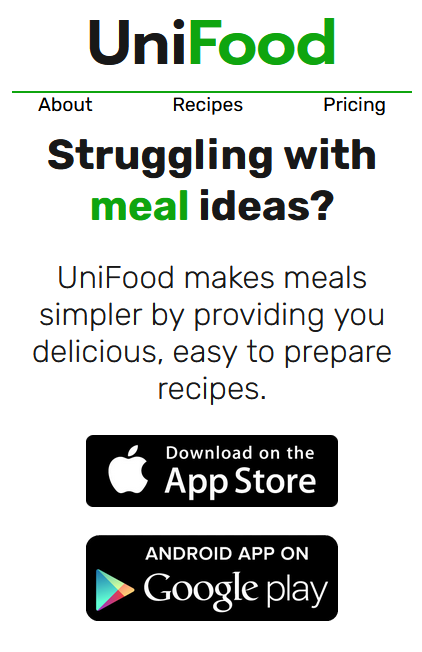 UniFood
About Recipes Pricing
Struggling with
meal ideas?
UniFood makes meals
simpler by providing you
delicious, easy to prepare
recipes.
Download on the
App Store
ANDROID APP ON
Google play